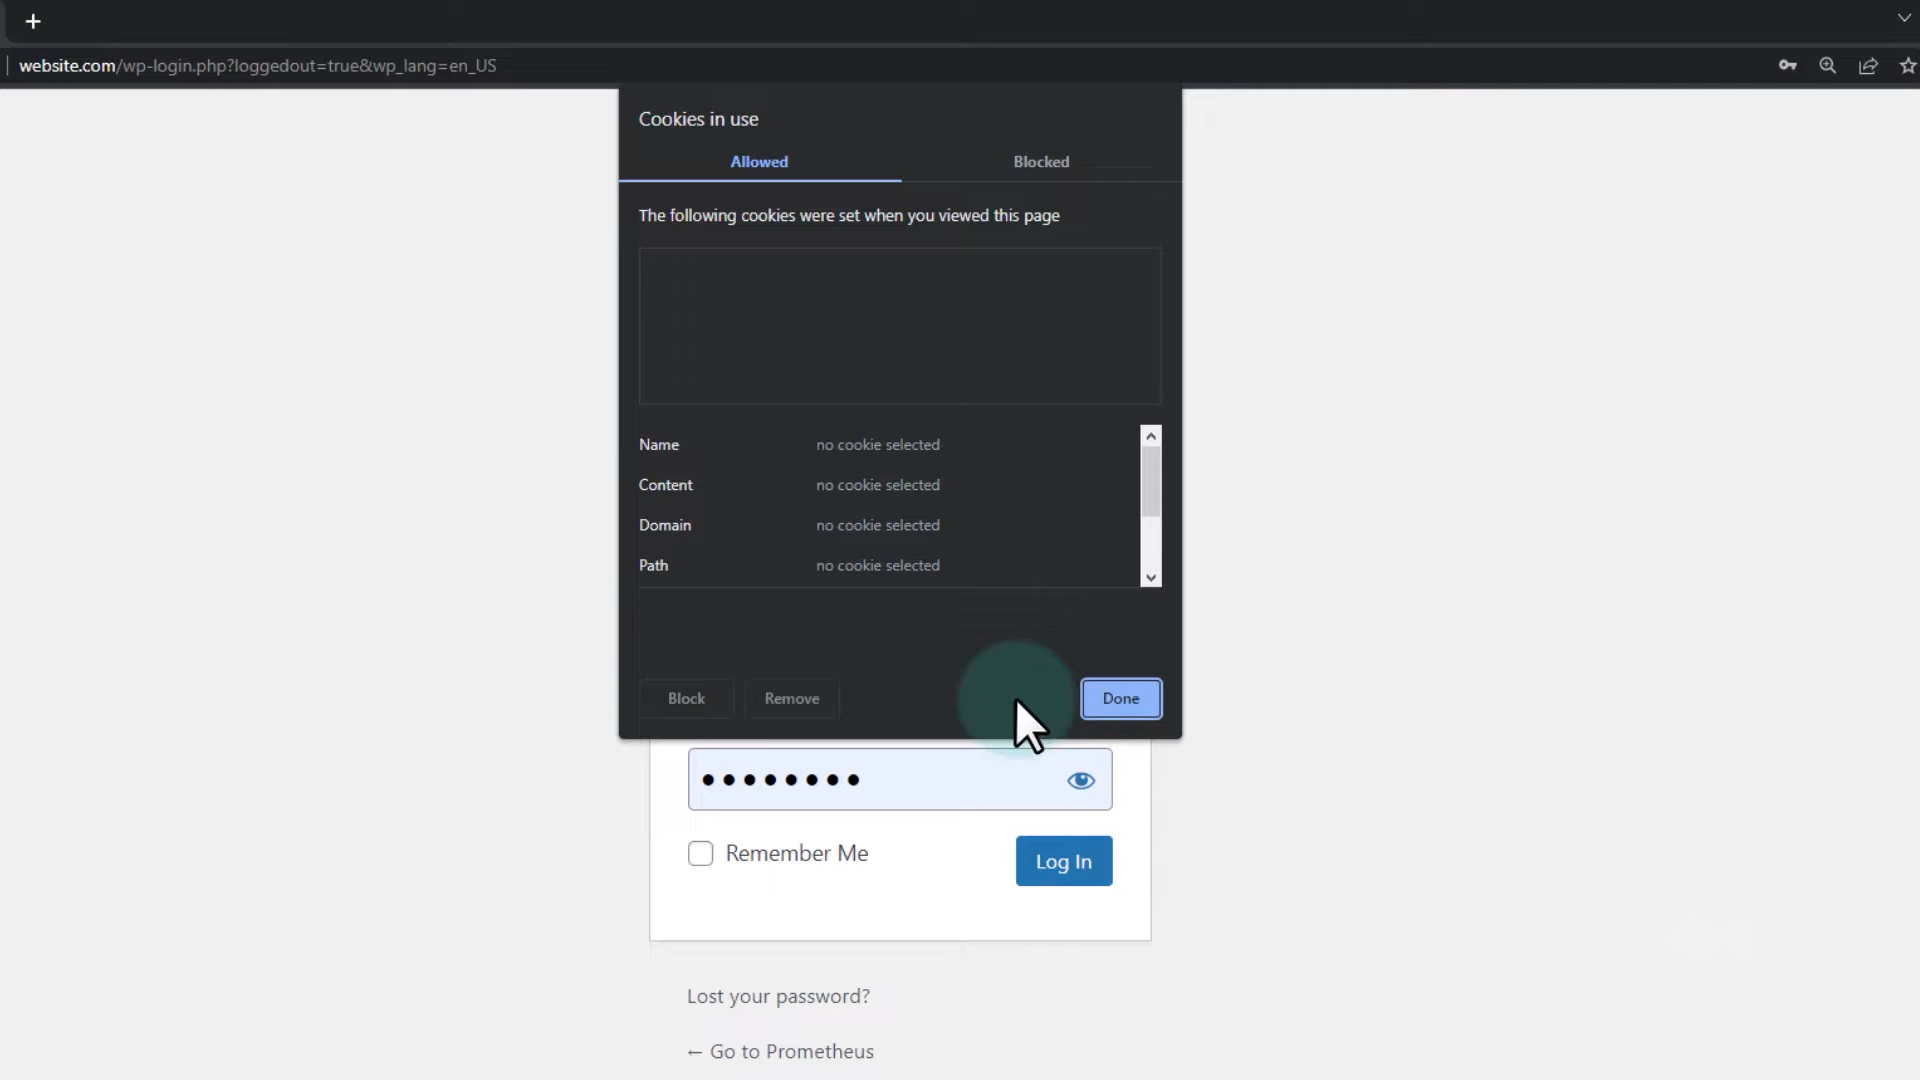 website.com/wp-login.php?loggedout=true&wp_lang=en_US
Cookies in use
Allowed
Blocked
The following cookies were set when you viewed this page
Name no cookie selected
Content no cookie selected
Domain no cookie selected
Path no cookie selected
Block
Remove
Done
Remember Me
Log In
Lost your password?
← Go to Prometheus